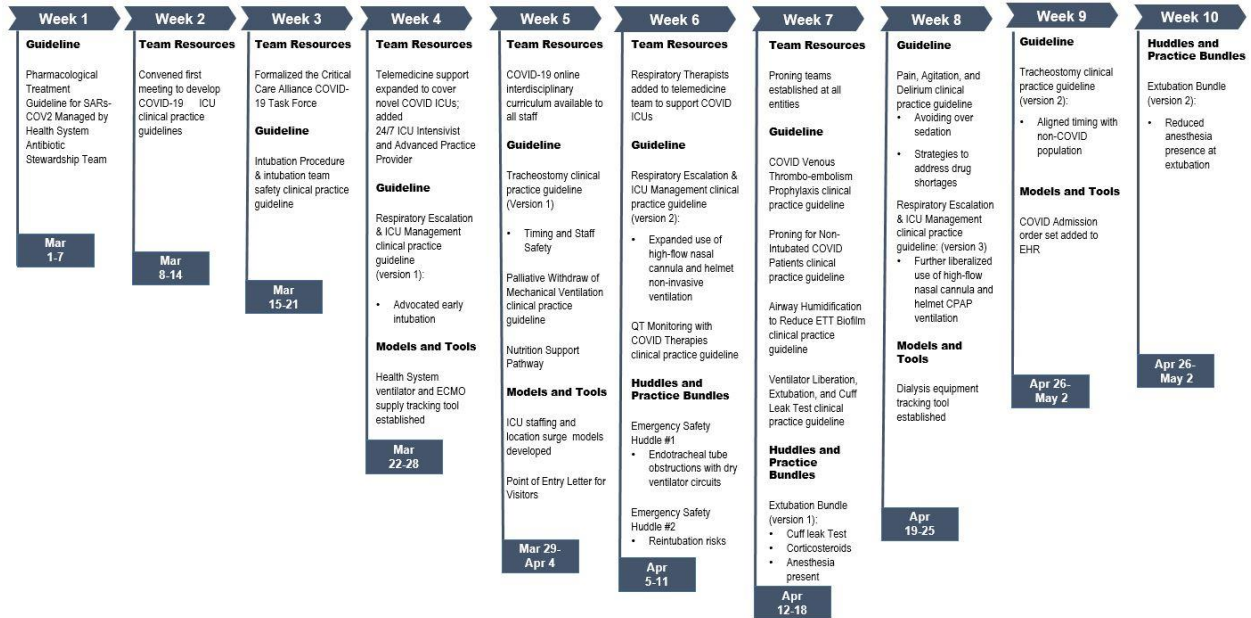 Week 1
Guideline
Pharmacological
Treatment
Guideline for SARs-
COV2 Managed by
Health System
Antibiotic
Stewardship Team
Mar
1-7
Week 2
Team Resources
Convened first
meeting to develop
COVID-19 ICU
clinical practice
guidelines
Mar
8-14
Week 3
Team Resources
Formalized the Critical
Care Alliance COVID-
19 Task Force
Guideline
Intubation Procedure
& intubation team
safety clinical practice
guideline
Mar
15-21
Week 4
Team Resources
Telemedicine support
expanded to cover
novel COVID ICUs;
added
24/7 ICU Intensivist
and Advanced Practice
Provider
Guideline
Respiratory Escalation
& ICU Management
clinical practice
guideline
(version 1):
• Advocated early
intubation
Models and Tools
Health System
ventilator and ECMO
supply tracking tool
established
Mar
22-28
Week 5
Team Resources
COVID-19 online
interdisciplinary
curriculum available to
all staff
Guideline
Tracheostomy clinical
practice guideline
(Version 1)
• Timing and Staff
Safety
Palliative Withdraw of
Mechanical Ventilation
clinical practice
guideline
Nutrition Support
Pathway
Models and Tools
ICU staffing and
location surge models
developed
Point of Entry Letter for
Visitors
Mar 29-
Apr 4
Week 6
Team Resources
Respiratory Therapists
added to telemedicine
team to support COVID
ICUs
Guideline
Respiratory Escalation &
ICU Management clinical
practice guideline
(version 2):
• Expanded use of
high-flow nasal
cannula and helmet
non-invasive
ventilation
QT Monitoring with
COVID Therapies
clinical practice guideline
Huddles and
Practice Bundles
Emergency Safety
Huddle #1
• Endotracheal tube
obstructions with dry
ventilator circuits
Emergency Safety
Huddle #2
• Reintubation risks
Apr
5-11
Week 7
Team Resources
Proning teams
established at all
entities
Guideline
COVID Venous
Thrombo-embolism
Prophylaxis clinical
practice guideline
Proning for Non-
Intubated COVID
Patients clinical
practice guideline
Airway Humidification
to Reduce ETT Biofilm
clinical practice
guideline
Ventilator Liberation,
Extubation, and Cuff
Leak Test clinical
practice guideline
Huddles and
Practice
Bundles
Extubation Bundle
(version 1):
• Cuff leak Test
• Corticosteroids
• Anesthesia
present
Apr
12-18
Week 8
Guideline
Pain, Agitation, and
Delirium clinical
practice guideline
• Avoiding over
sedation
• Strategies to
address drug
shortages
Respiratory Escalation
& ICU Management
clinical practice
guideline: (version 3)
• Further liberalized
use of high-flow
nasal cannula and
helmet CPAP
ventilation
Models and
Tools
Dialysis equipment
tracking tool
established
Apr
19-25
Week 9
Guideline
Tracheostomy clinical
practice guideline
(version 2):
• Aligned timing with
non-COVID
population
Models and Tools
COVID Admission
order set added to
EHR
Apr 26-
May 2
Week 10
Huddles and
Practice Bundles
Extubation Bundle
(version 2):
• Reduced
anesthesia
presence at
extubation
Apr 26-
May 2